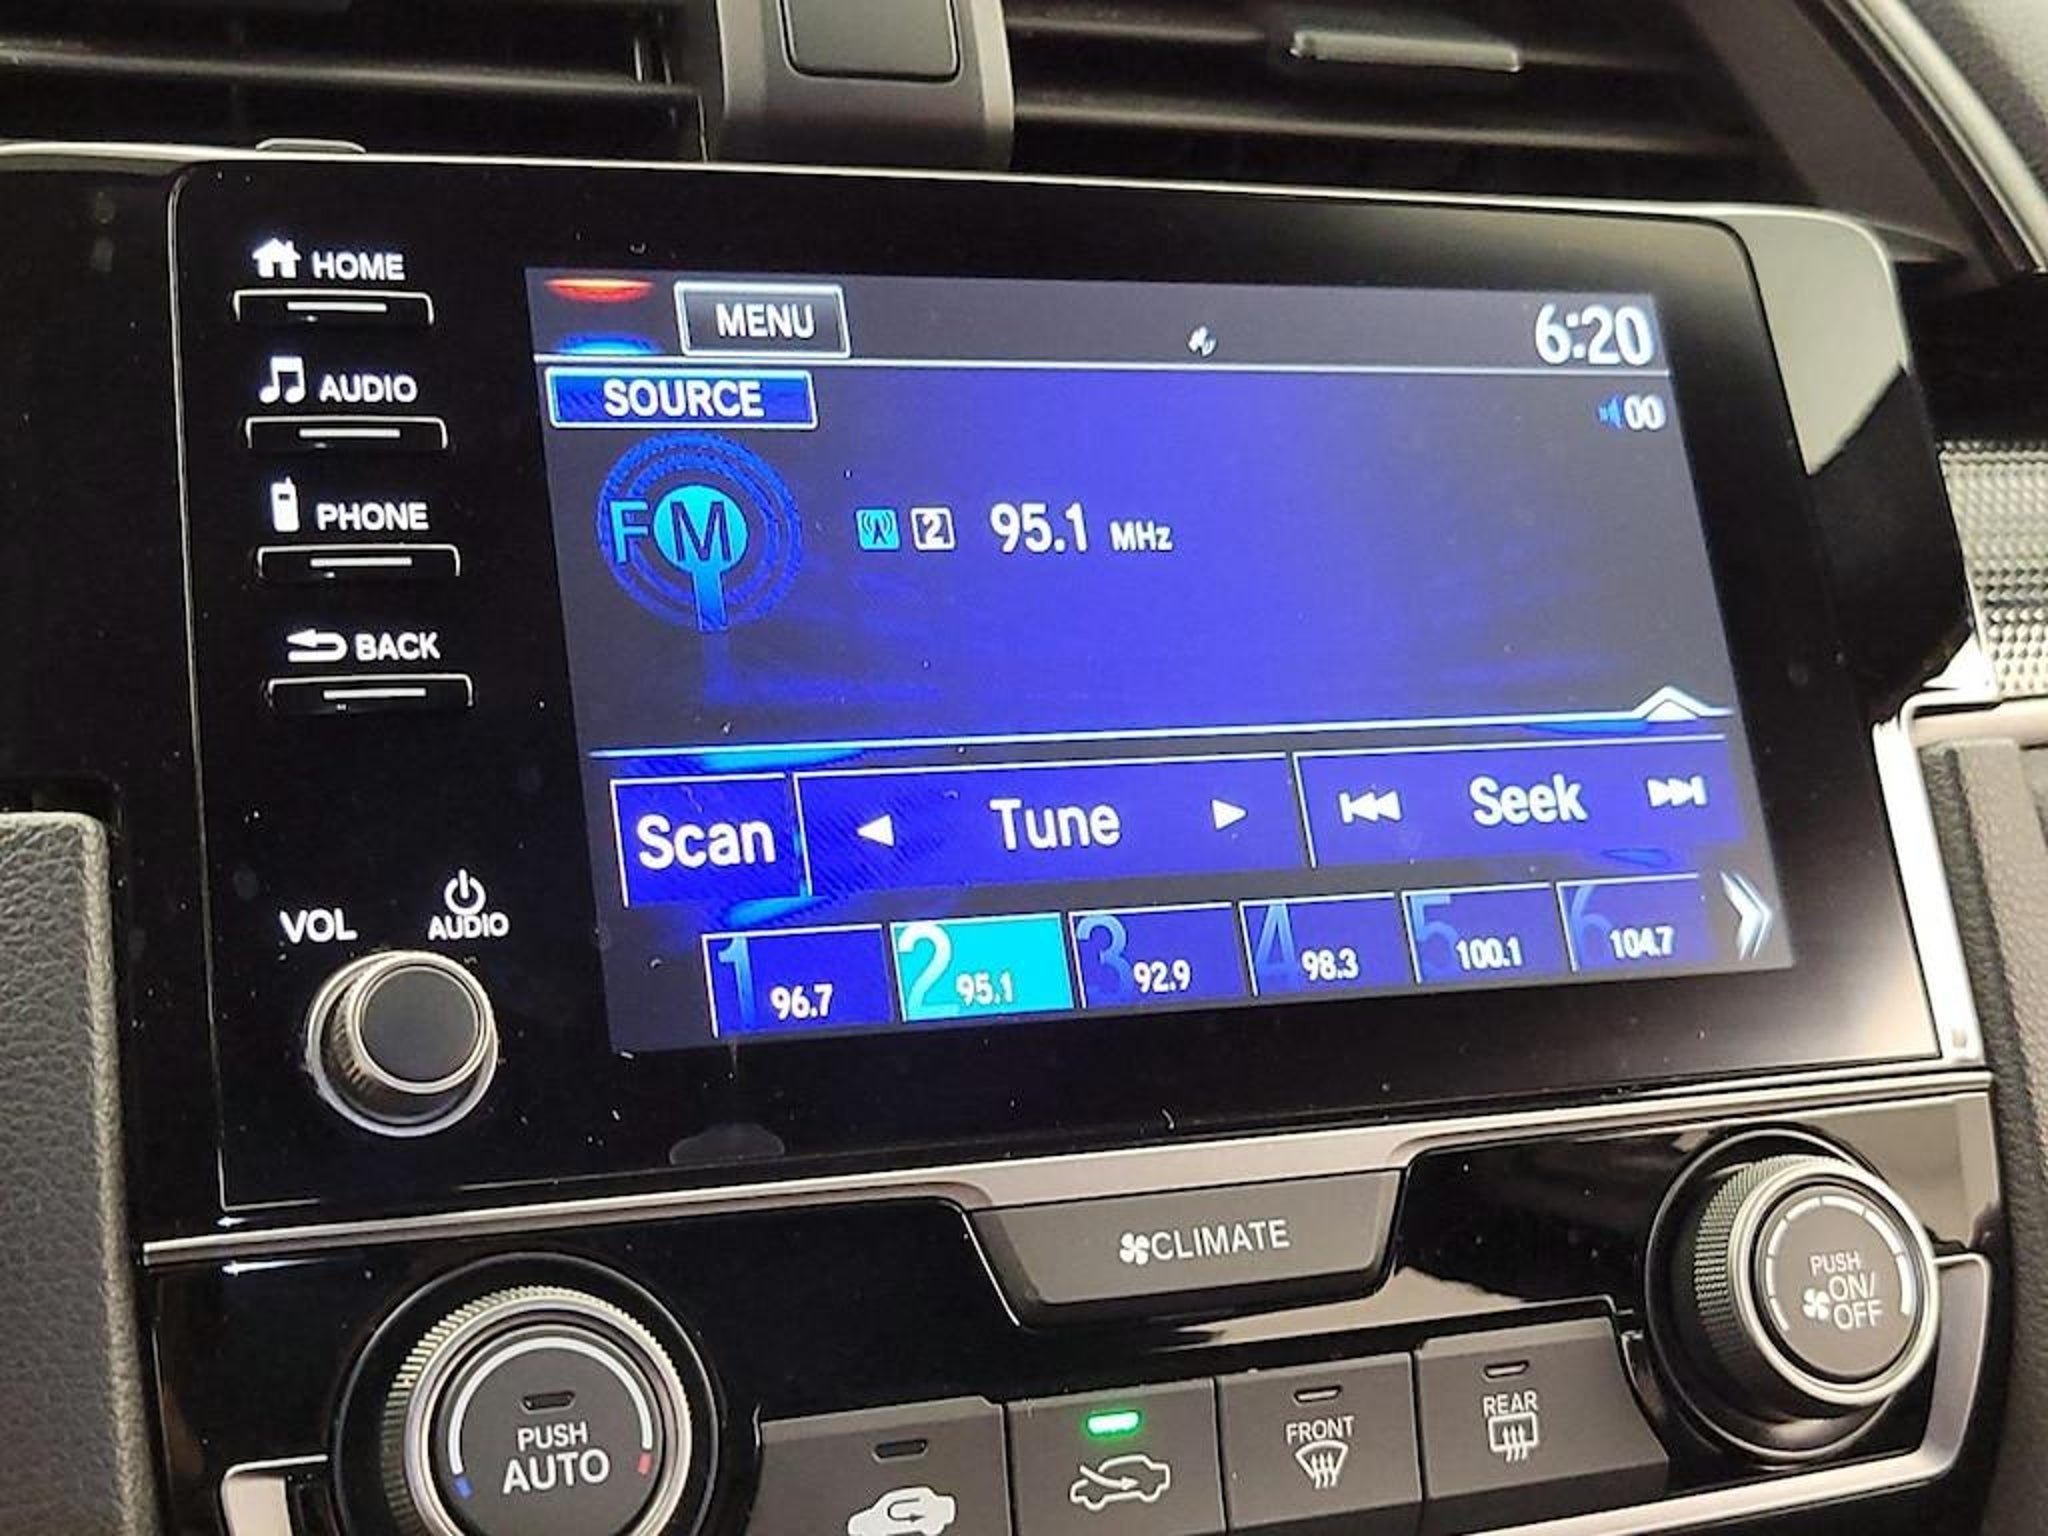 HOME
AUDIO
PHONE
BACK
VOL
AUDIO
MENU
6:20
SOURCE
00
FM
2 95.1 MHz
Scan
Tune
Seek
1 96.7
2 95.1
3 92.9
4 98.3
5 100.1
6 104.7
CLIMATE
PUSH
AUTO
FRONT
REAR
PUSH
ON/
OFF